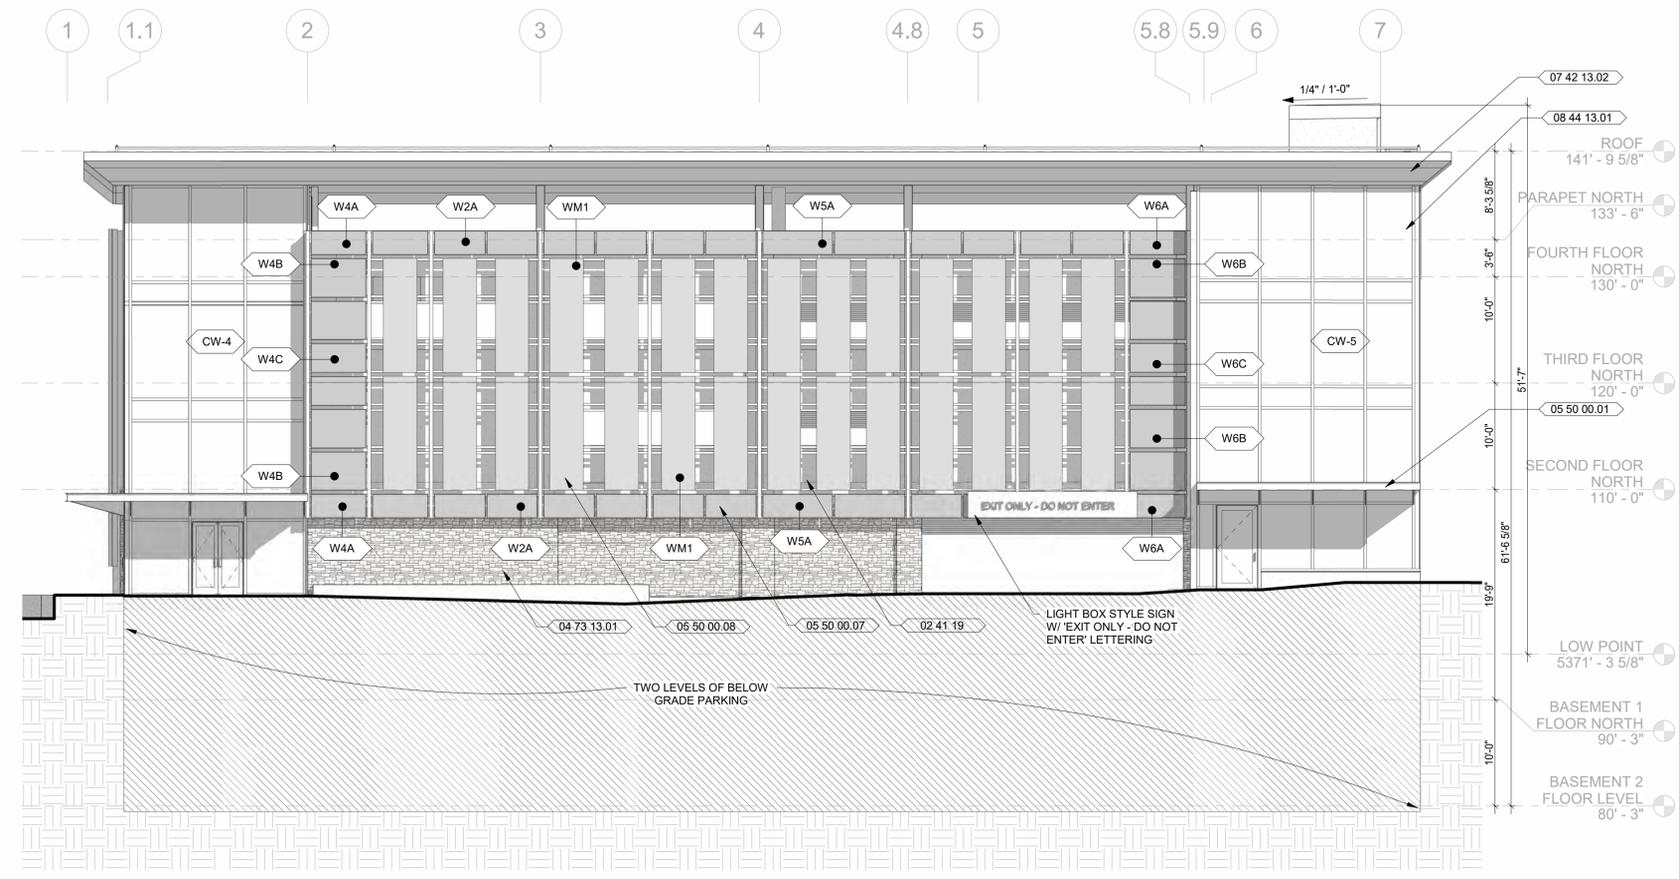 1
1.1
2
3
4
4.8
5
5.8
5.9
6
7
1/4" / 1'-0"
07 42 13.02
08 44 13.01
ROOF
141' - 9 5/8"
8'-3 5/8"
PARAPET NORTH
133' - 6"
W4A
W2A
WM1
W5A
W6A
3'-6"
FOURTH FLOOR
NORTH
130' - 0"
W4B
W6B
10'-0"
CW-4
CW-5
W4C
W6C
THIRD FLOOR
NORTH
120' - 0"
51'-7"
05 50 00.01
10'-0"
W6B
W4B
SECOND FLOOR
NORTH
110' - 0"
EXIT ONLY - DO NOT ENTER
W4A
W2A
WM1
W5A
W6A
61'-6 5/8"
19'-9"
04 73 13.01
05 50 00.08
05 50 00.07
02 41 19
LIGHT BOX STYLE SIGN
W/ 'EXIT ONLY - DO NOT
ENTER' LETTERING
LOW POINT
5371' - 3 5/8"
TWO LEVELS OF BELOW
GRADE PARKING
BASEMENT 1
FLOOR NORTH
90' - 3"
10'-0"
BASEMENT 2
FLOOR LEVEL
80' - 3"